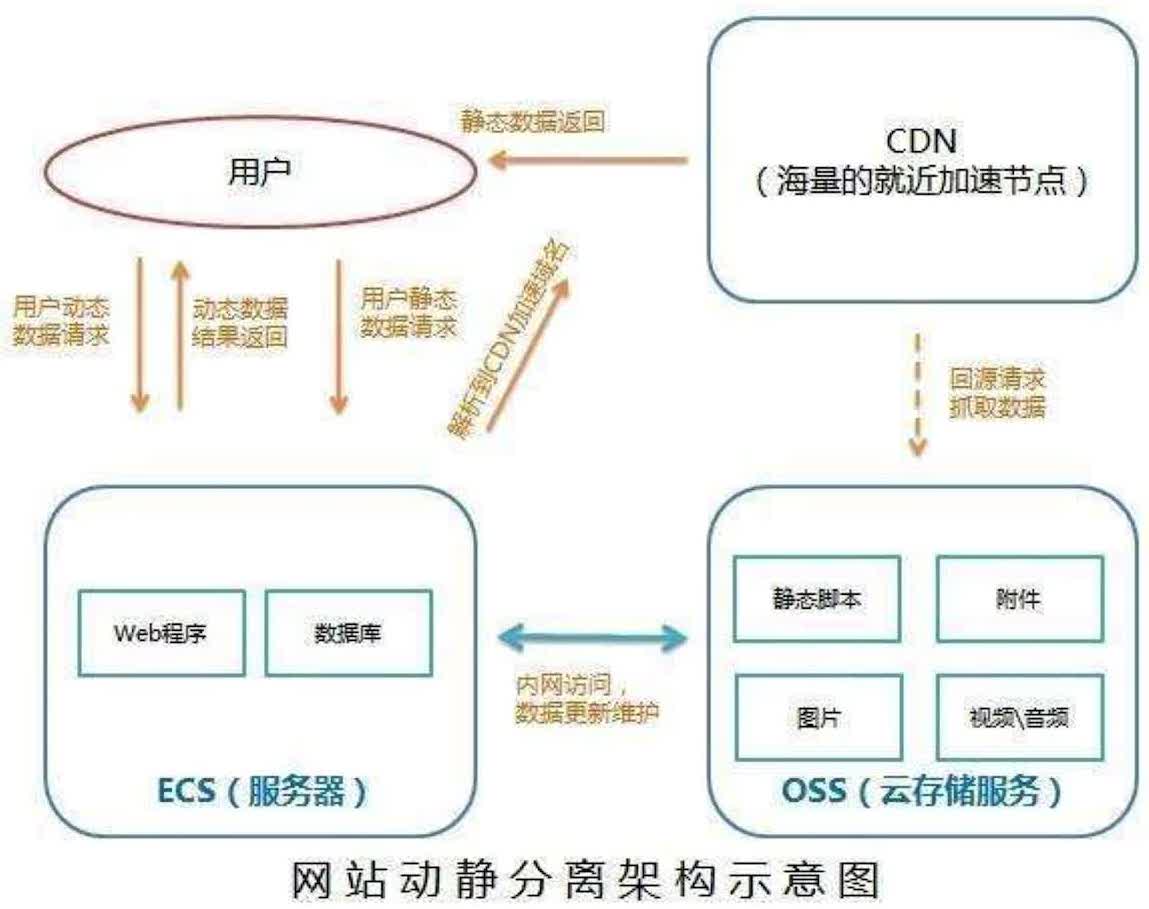 静态数据返回
CDN
(海量的就近加速节点)
用户
用户动态
数据请求
动态数据
结果返回
用户静态
数据请求
解析到CDN加速域名
回源请求
抓取数据
Web程序
数据库
ECS(服务器)
内网访问,
数据更新维护
静态脚本
附件
图片
视频\音频
OSS(云存储服务)
网站动静分离架构示意图